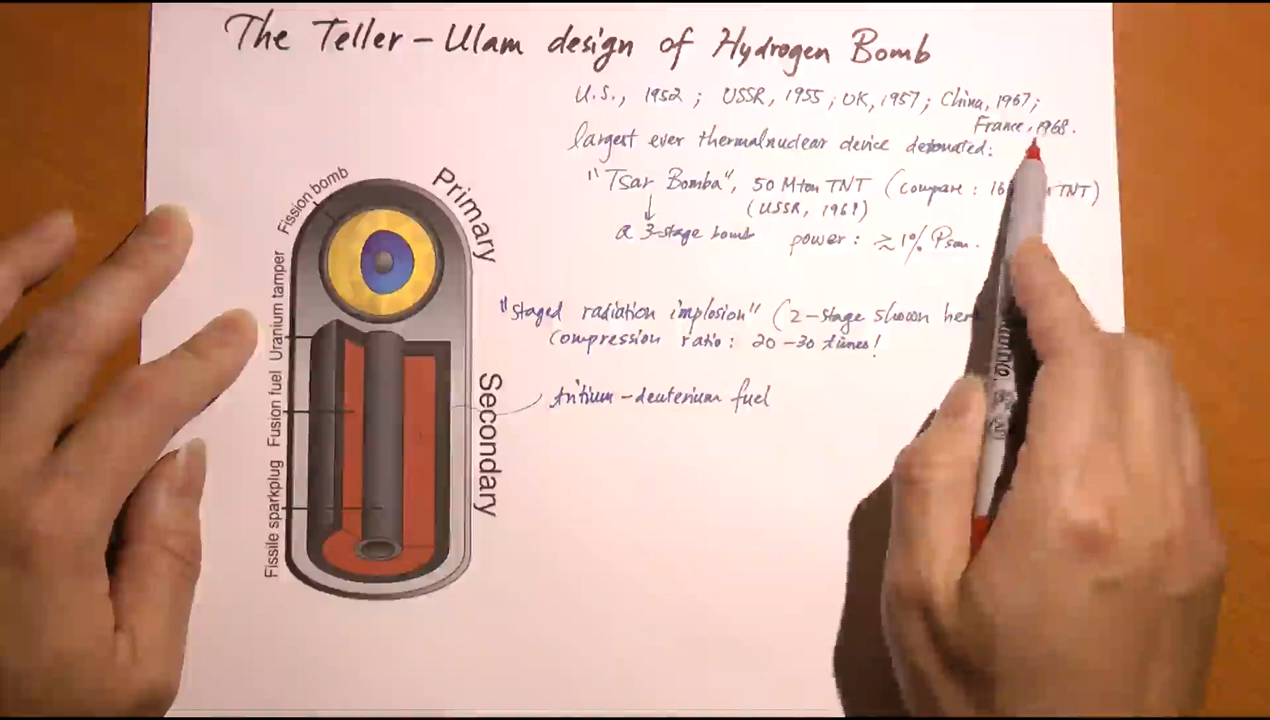 The Teller - Ulam design of Hydrogen Bomb
U.S., 1952 ; USSR, 1955 ; UK, 1957 ; China, 1967;
France, 1968.
largest ever thermalnuclear device detonated:
"Tsar Bomba", 50 Mton TNT (compare : 16 TNT)
(USSR, 1961)
a 3-stage bomb power : ≳ 1% Psun.
"staged radiation implosion" (2-stage shown her
compression ratio : 20 - 30 times!
tritium - deuterium fuel
Fission bomb
Primary
Uranium tamper
Fusion fuel
Secondary
Fissile sparkplug